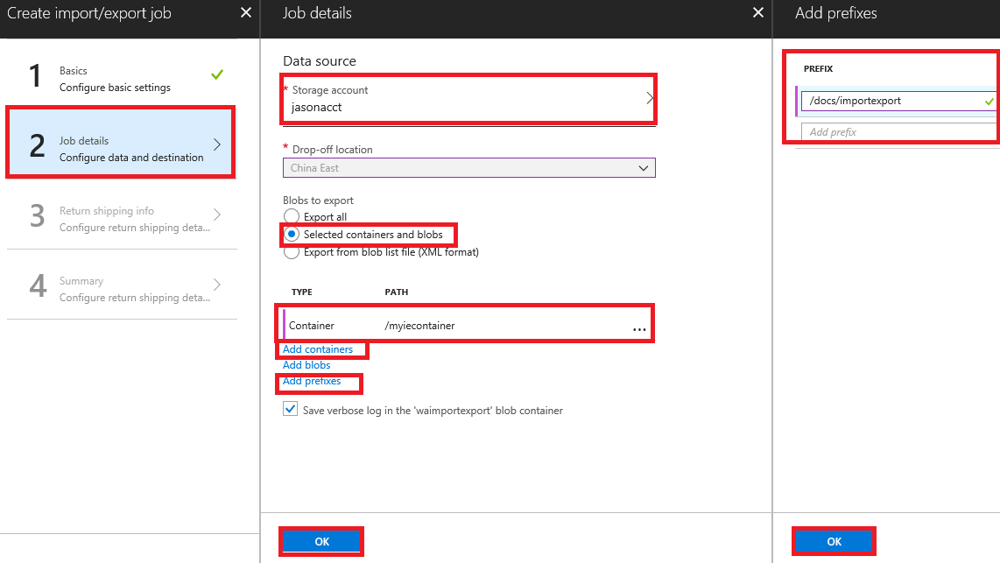 Create import/export job
1
Basics
Configure basic settings
2
Job details
Configure data and destination
3
Return shipping info
Configure return shipping deta...
4
Summary
Configure return shipping deta...
Job details
Data source
* Storage account
jasonacct
* Drop-off location
China East
Blobs to export
Export all
Selected containers and blobs
Export from blob list file (XML format)
TYPE PATH
Container /myiecontainer ...
Add containers
Add blobs
Add prefixes
Save verbose log in the 'waimportexport' blob container
OK
Add prefixes
PREFIX
/docs/importexport
Add prefix
OK